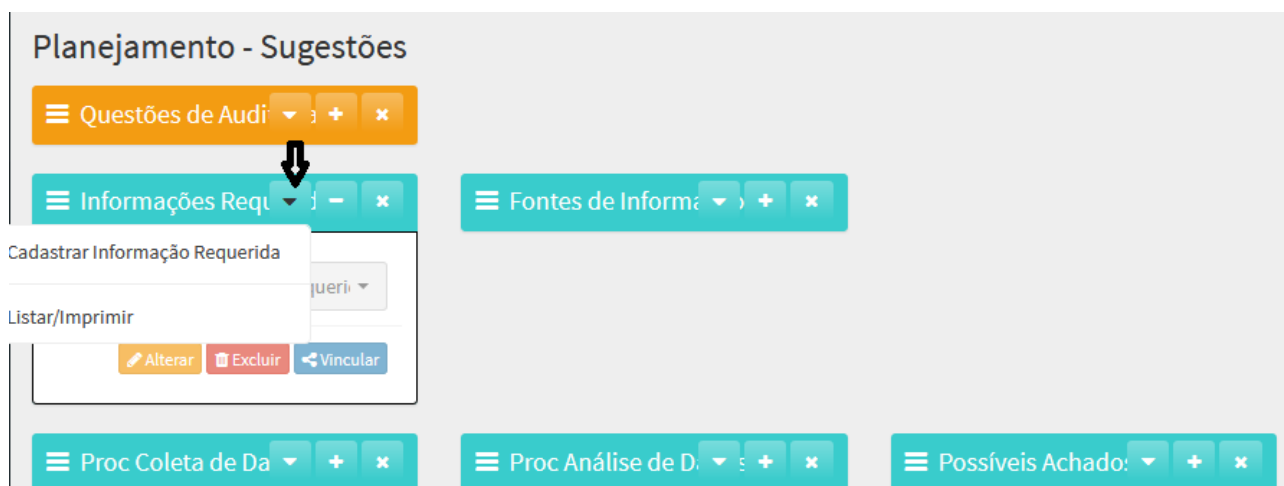 Planejamento - Sugestões
Questões de Audi
Informações Requ
Fontes de Inform
Cadastrar Informação Requerida
queri
Listar/Imprimir
Alterar Excluir Vincular
Proc Coleta de Da
Proc Análise de D s
Possíveis Achado